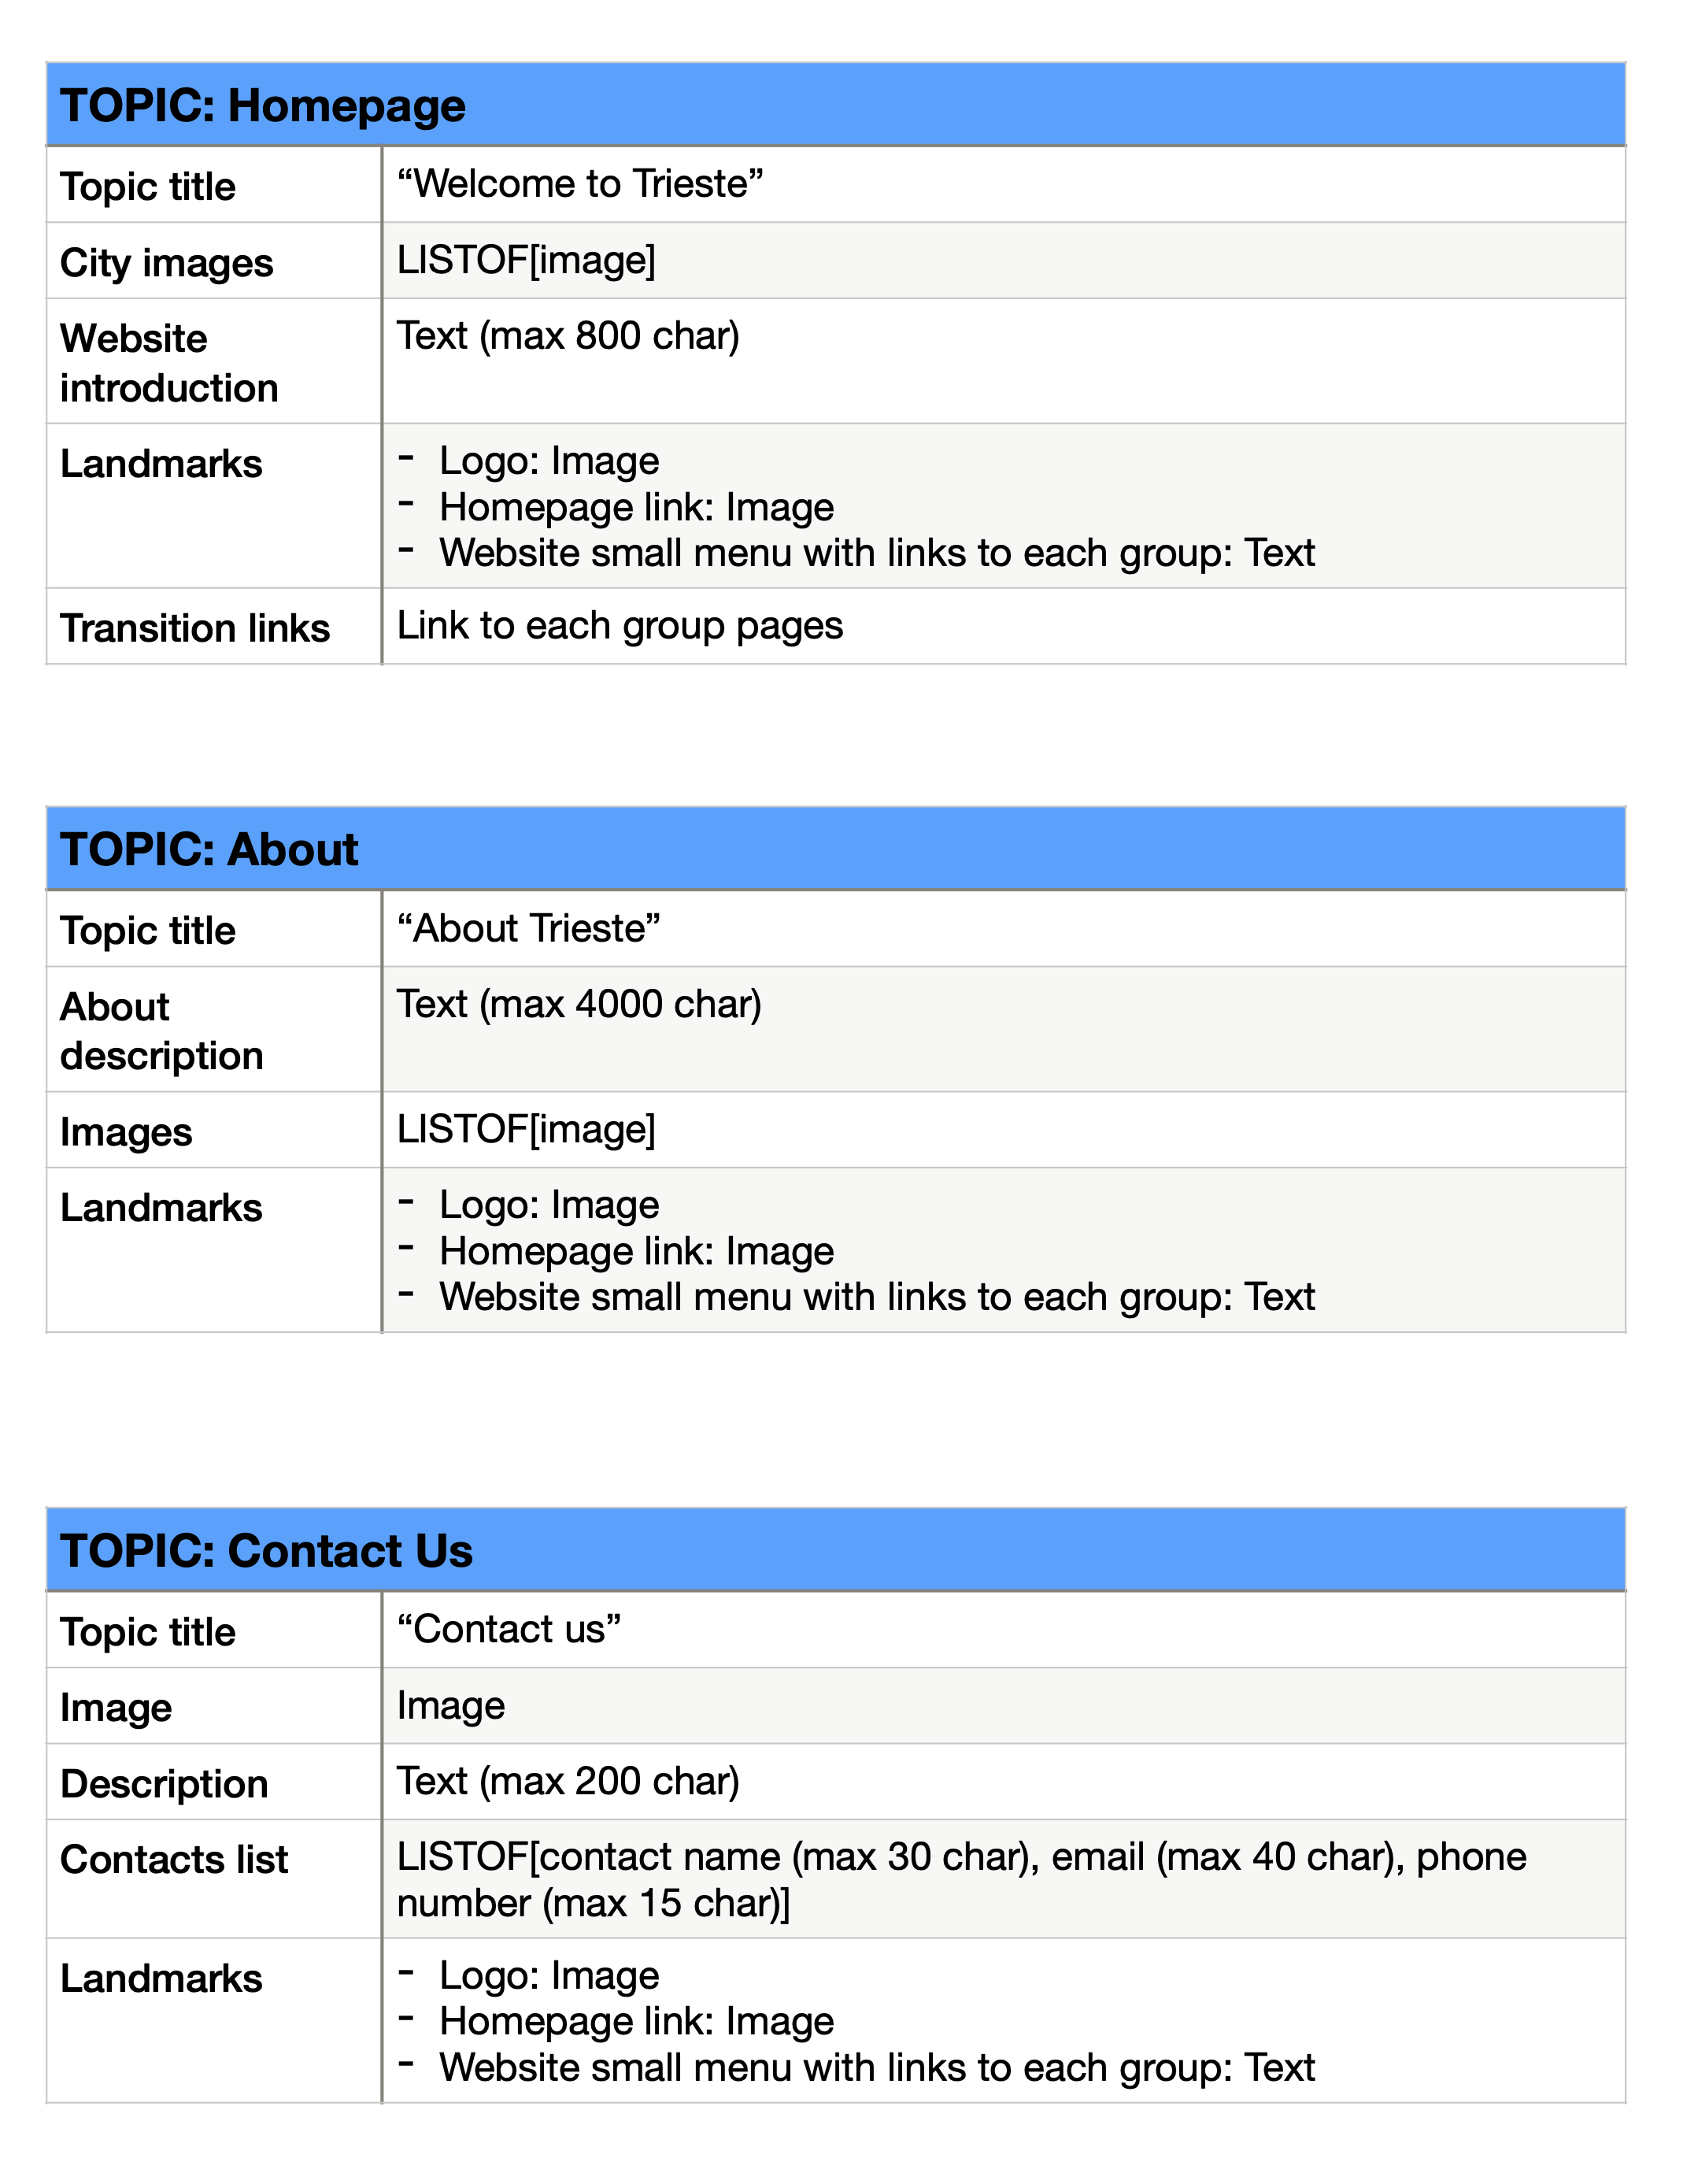 TOPIC: Homepage
Topic title
“Welcome to Trieste”
City images
LISTOF[image]
Website
introduction
Text (max 800 char)
Landmarks
- Logo: Image
- Homepage link: Image
- Website small menu with links to each group: Text
Transition links
Link to each group pages
TOPIC: About
Topic title
“About Trieste”
About
description
Text (max 4000 char)
Images
LISTOF[image]
Landmarks
- Logo: Image
- Homepage link: Image
- Website small menu with links to each group: Text
TOPIC: Contact Us
Topic title
“Contact us”
Image
Image
Description
Text (max 200 char)
Contacts list
LISTOF[contact name (max 30 char), email (max 40 char), phone
number (max 15 char)]
Landmarks
- Logo: Image
- Homepage link: Image
- Website small menu with links to each group: Text